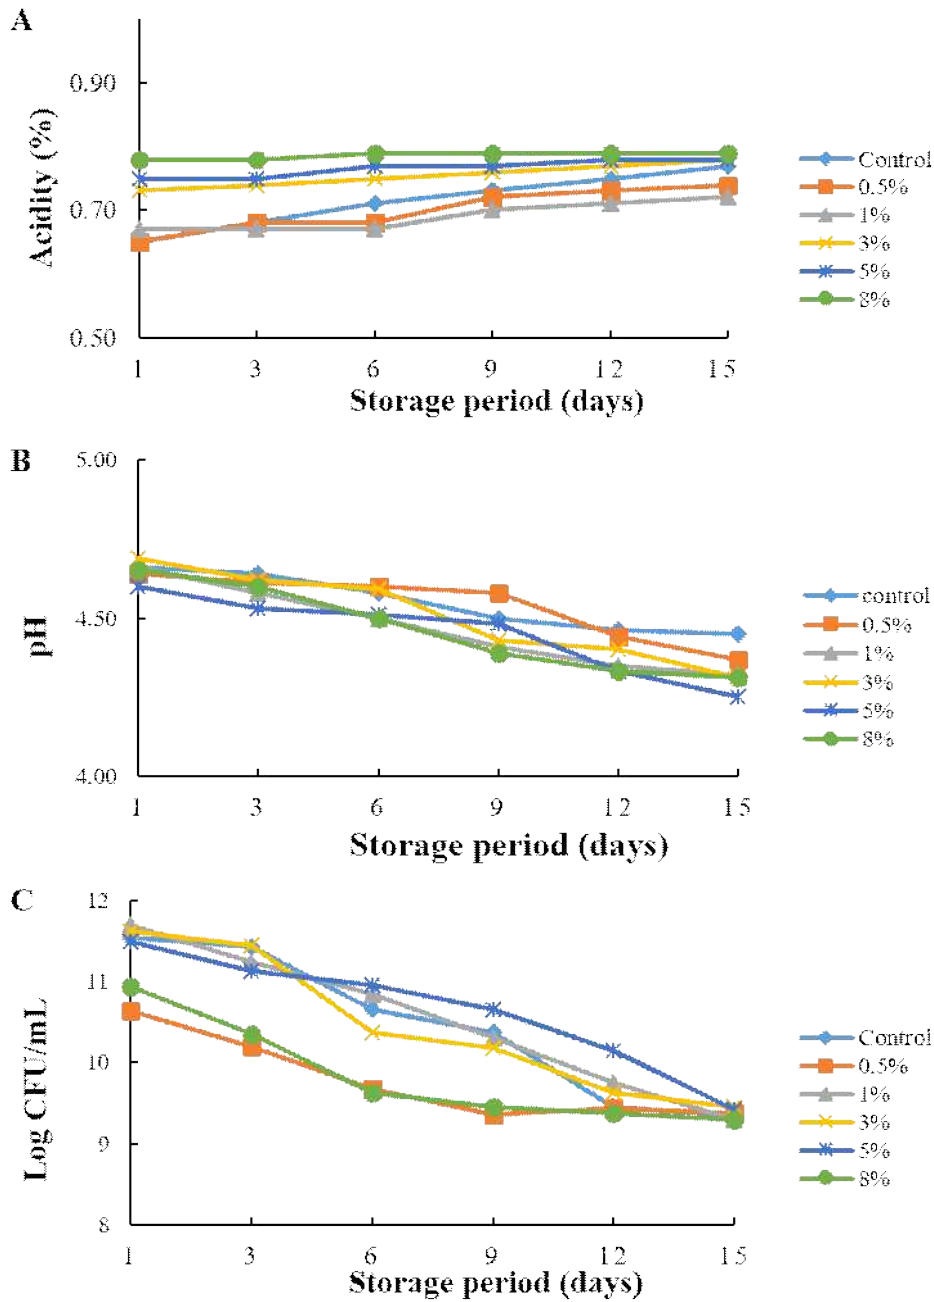 A
0.90
0.70
0.50
Acidity (%)
1 3 6 9 12 15
Storage period (days)
Control
0.5%
1%
3%
5%
8%
B
5.00
4.50
4.00
pH
1 3 6 9 12 15
Storage period (days)
control
0.5%
1%
3%
5%
8%
C
12
11
10
9
8
Log CFU/mL
1 3 6 9 12 15
Storage period (days)
Control
0.5%
1%
3%
5%
8%